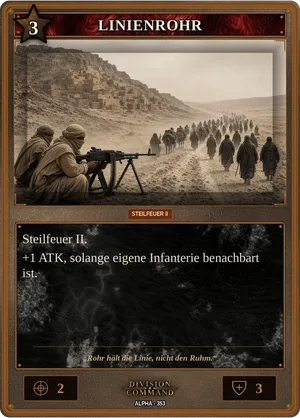 3
LINIENROHR
STEILFEUER II
Steilfeuer II.
+1 ATK, solange eigene Infanterie benachbart
ist.
Rohr hält die Linie, nicht den Ruhm.
2
DIVISION
COMMAND
ALPHA · 353
3